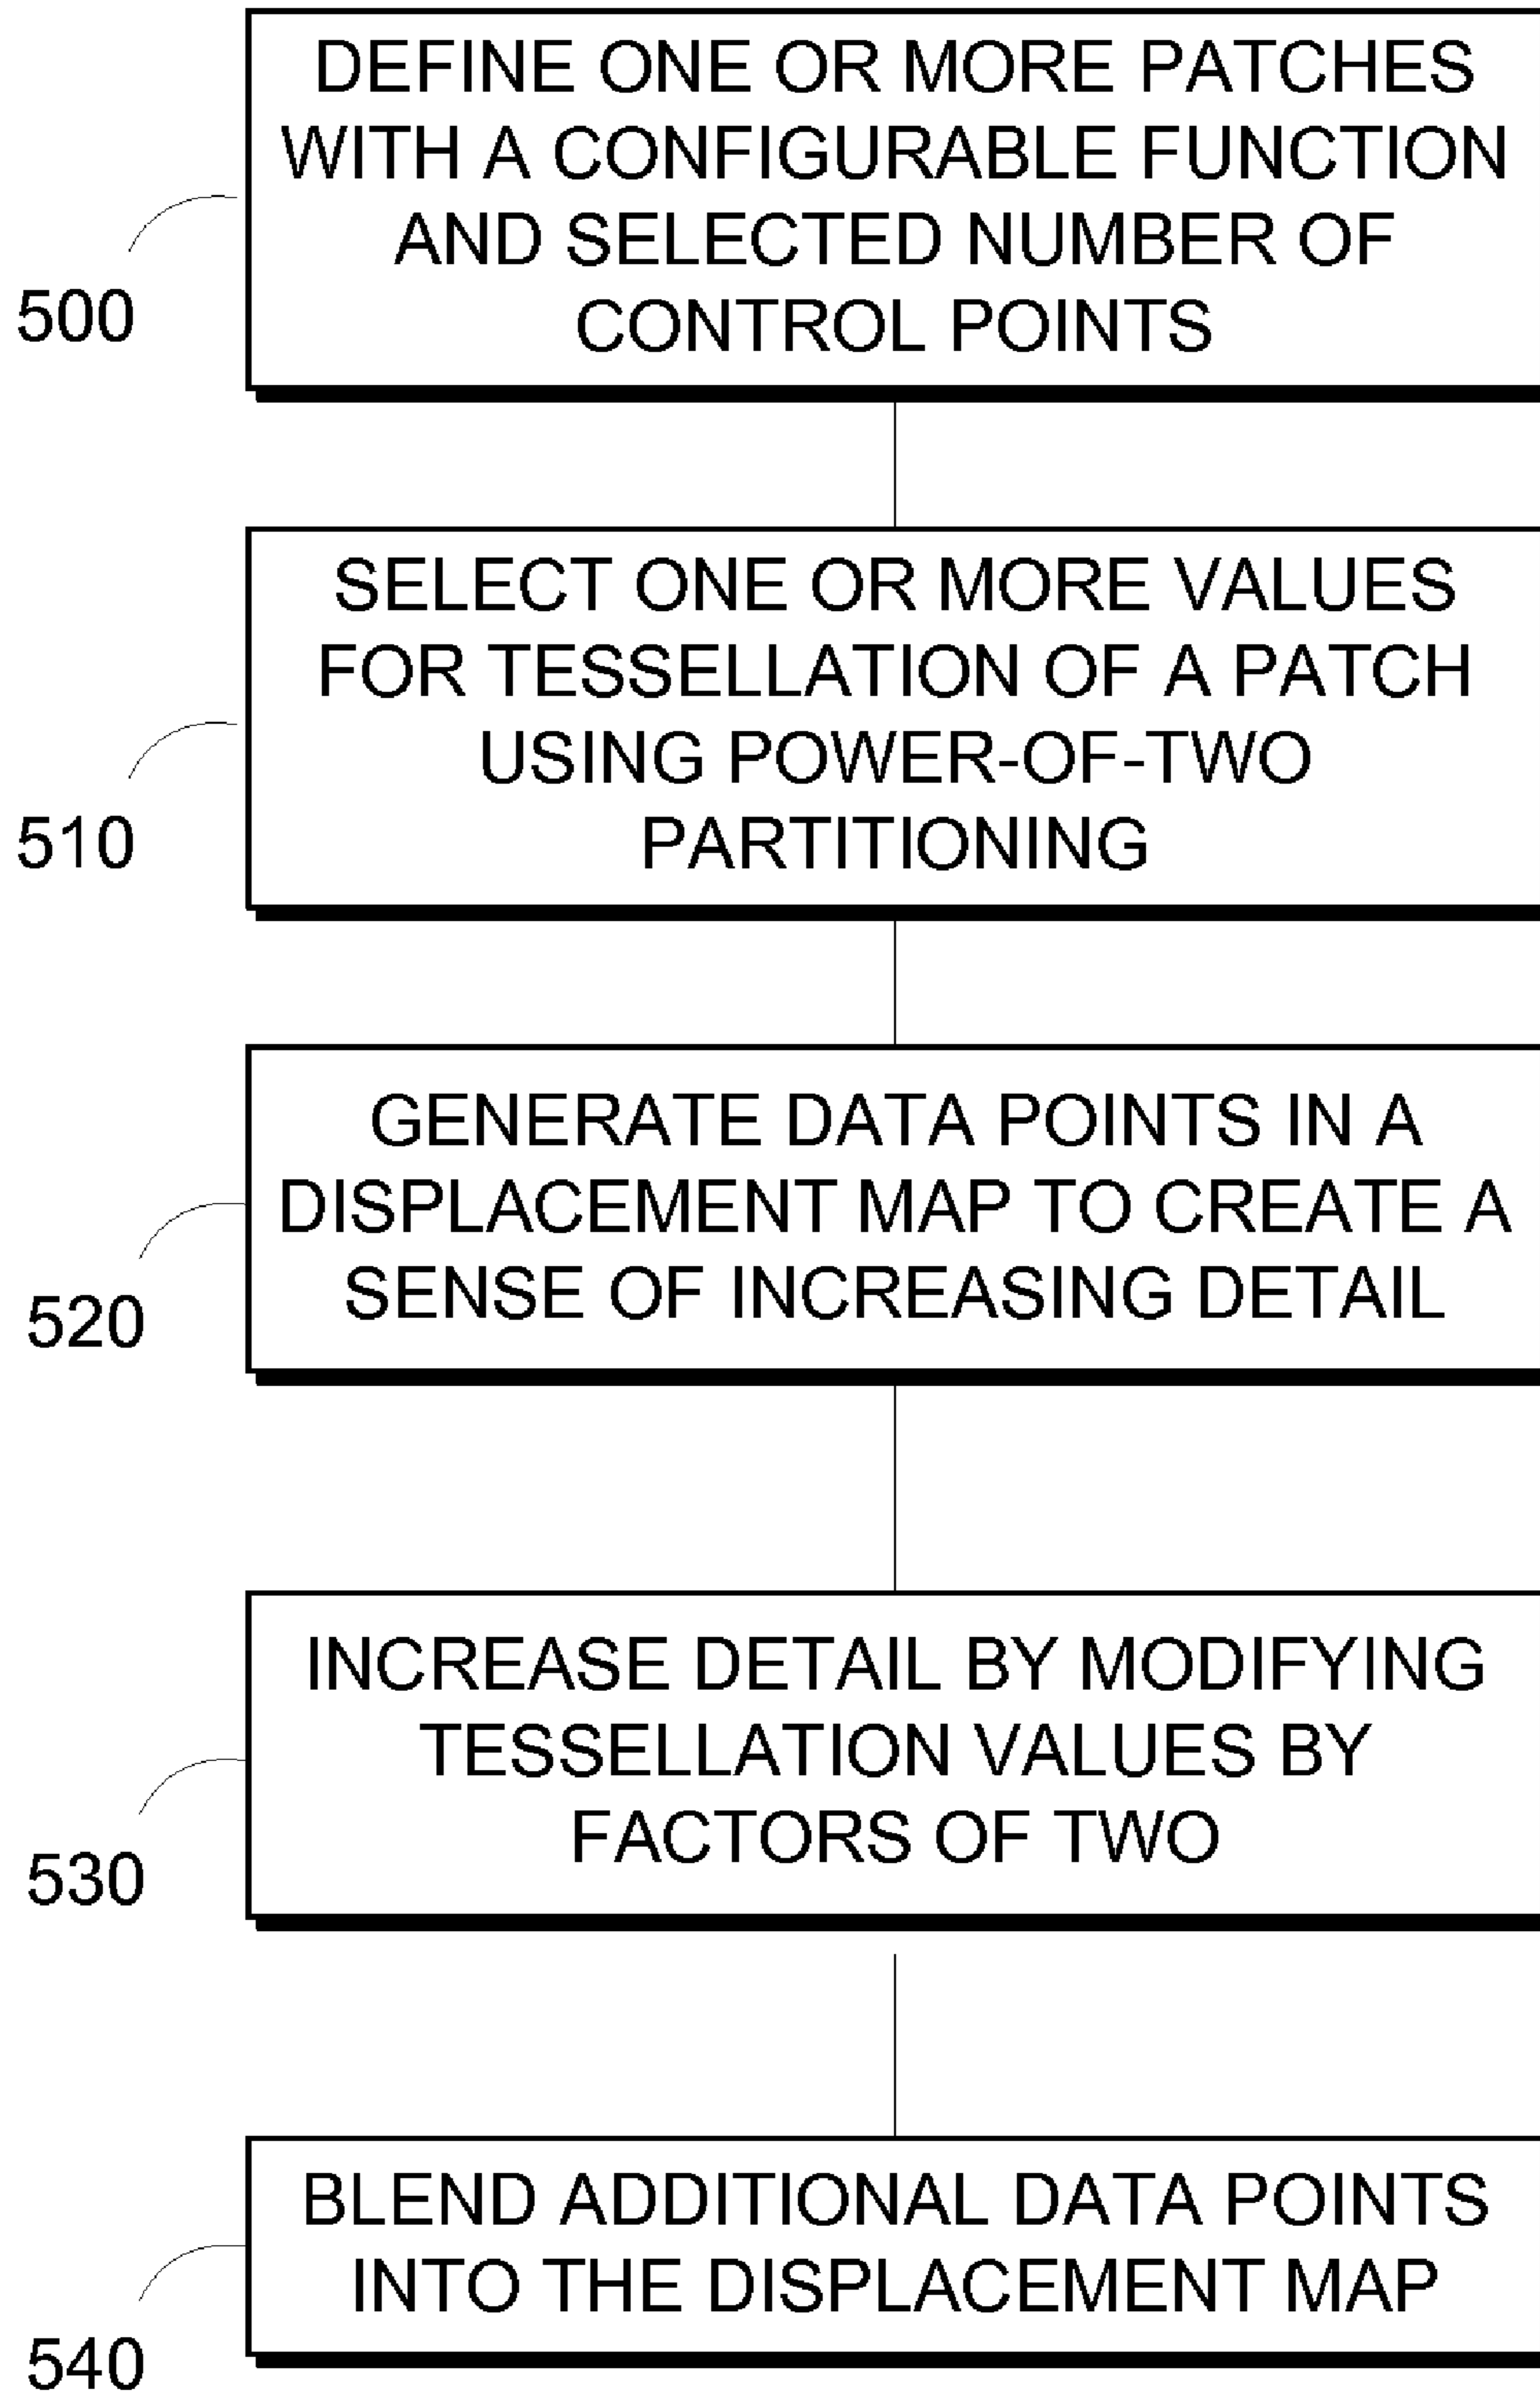 DEFINE ONE OR MORE PATCHES
WITH A CONFIGURABLE FUNCTION
AND SELECTED NUMBER OF
CONTROL POINTS
500
SELECT ONE OR MORE VALUES
FOR TESSELLATION OF A PATCH
USING POWER-OF-TWO
PARTITIONING
510
GENERATE DATA POINTS IN A
DISPLACEMENT MAP TO CREATE A
SENSE OF INCREASING DETAIL
520
INCREASE DETAIL BY MODIFYING
TESSELLATION VALUES BY
FACTORS OF TWO
530
BLEND ADDITIONAL DATA POINTS
INTO THE DISPLACEMENT MAP
540